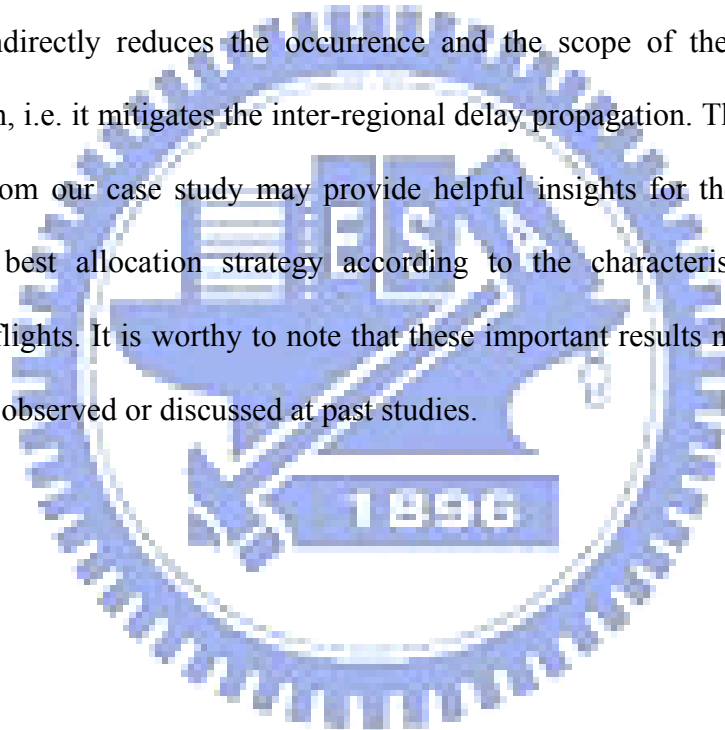 ndirectly reduces the occurrence and the scope of the
n, i.e. it mitigates the inter-regional delay propagation. Th
om our case study may provide helpful insights for th
best allocation strategy according to the characteris
flights. It is worthy to note that these important results n
observed or discussed at past studies.
E S A
1896